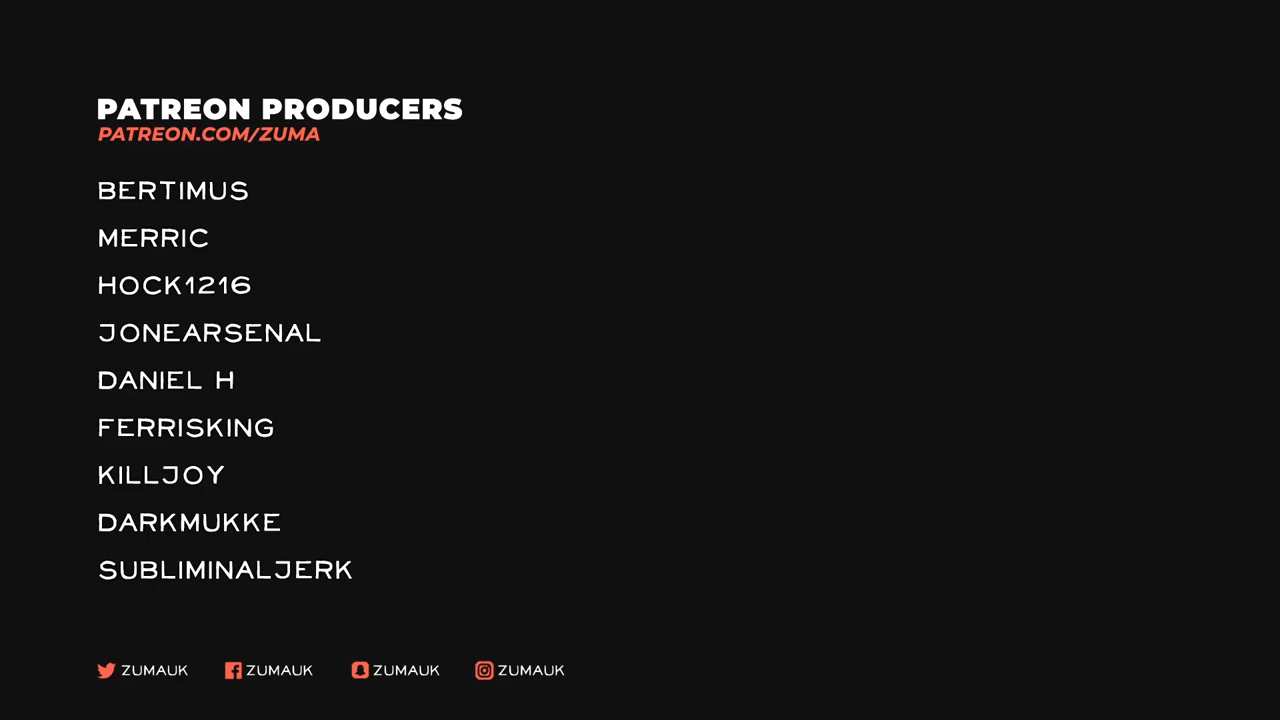 PATREON PRODUCERS
PATREON.COM/ZUMA
BERTIMUS
MERRIC
HOCK1216
JONEARSENAL
DANIEL H
FERRISKING
KILLJOY
DARKMUKKE
SUBLIMINALJERK
ZUMAUK ZUMAUK ZUMAUK ZUMAUK